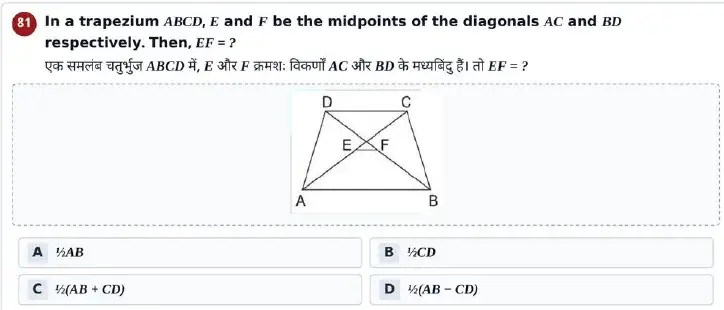 81 In a trapezium ABCD, E and F be the midpoints of the diagonals AC and BD
respectively. Then, EF = ?
एक समलंब चतुर्भुज ABCD में, E और F क्रमशः विकर्णों AC और BD के मध्यबिंदु हैं। तो EF = ?
D C
E F
A B
A ½AB
B ½CD
C ½(AB + CD)
D ½(AB − CD)